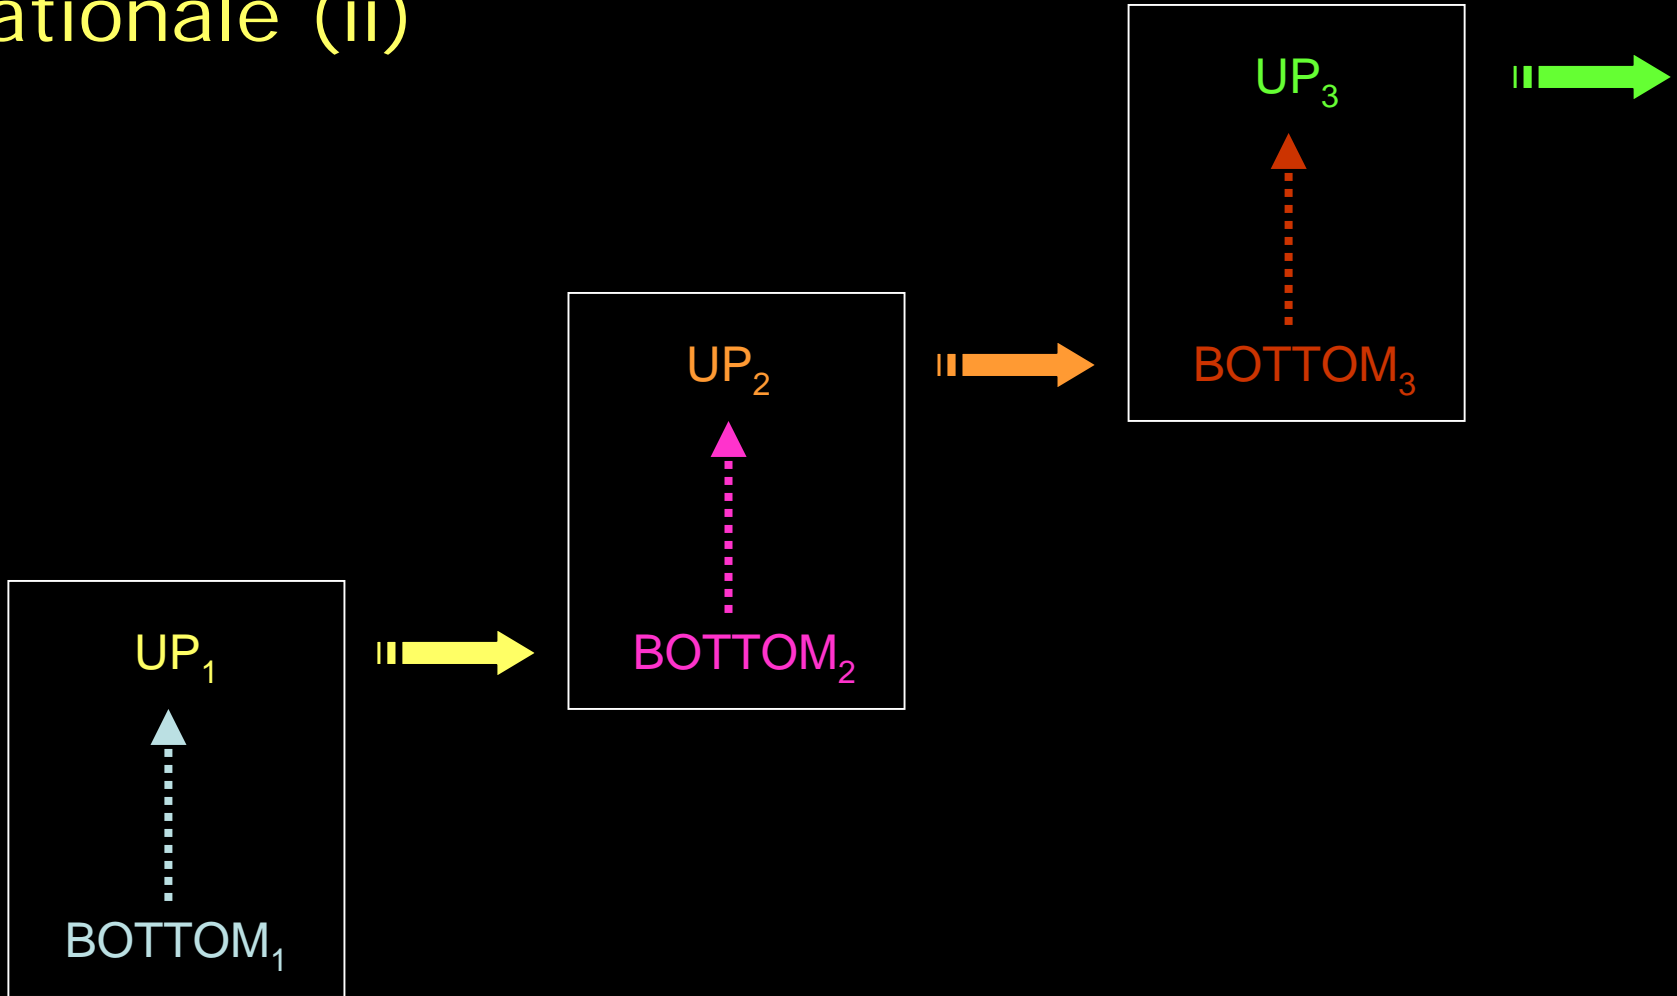 ationale (ii)
UP₃
BOTTOM₃
UP₂
BOTTOM₂
UP₁
BOTTOM₁